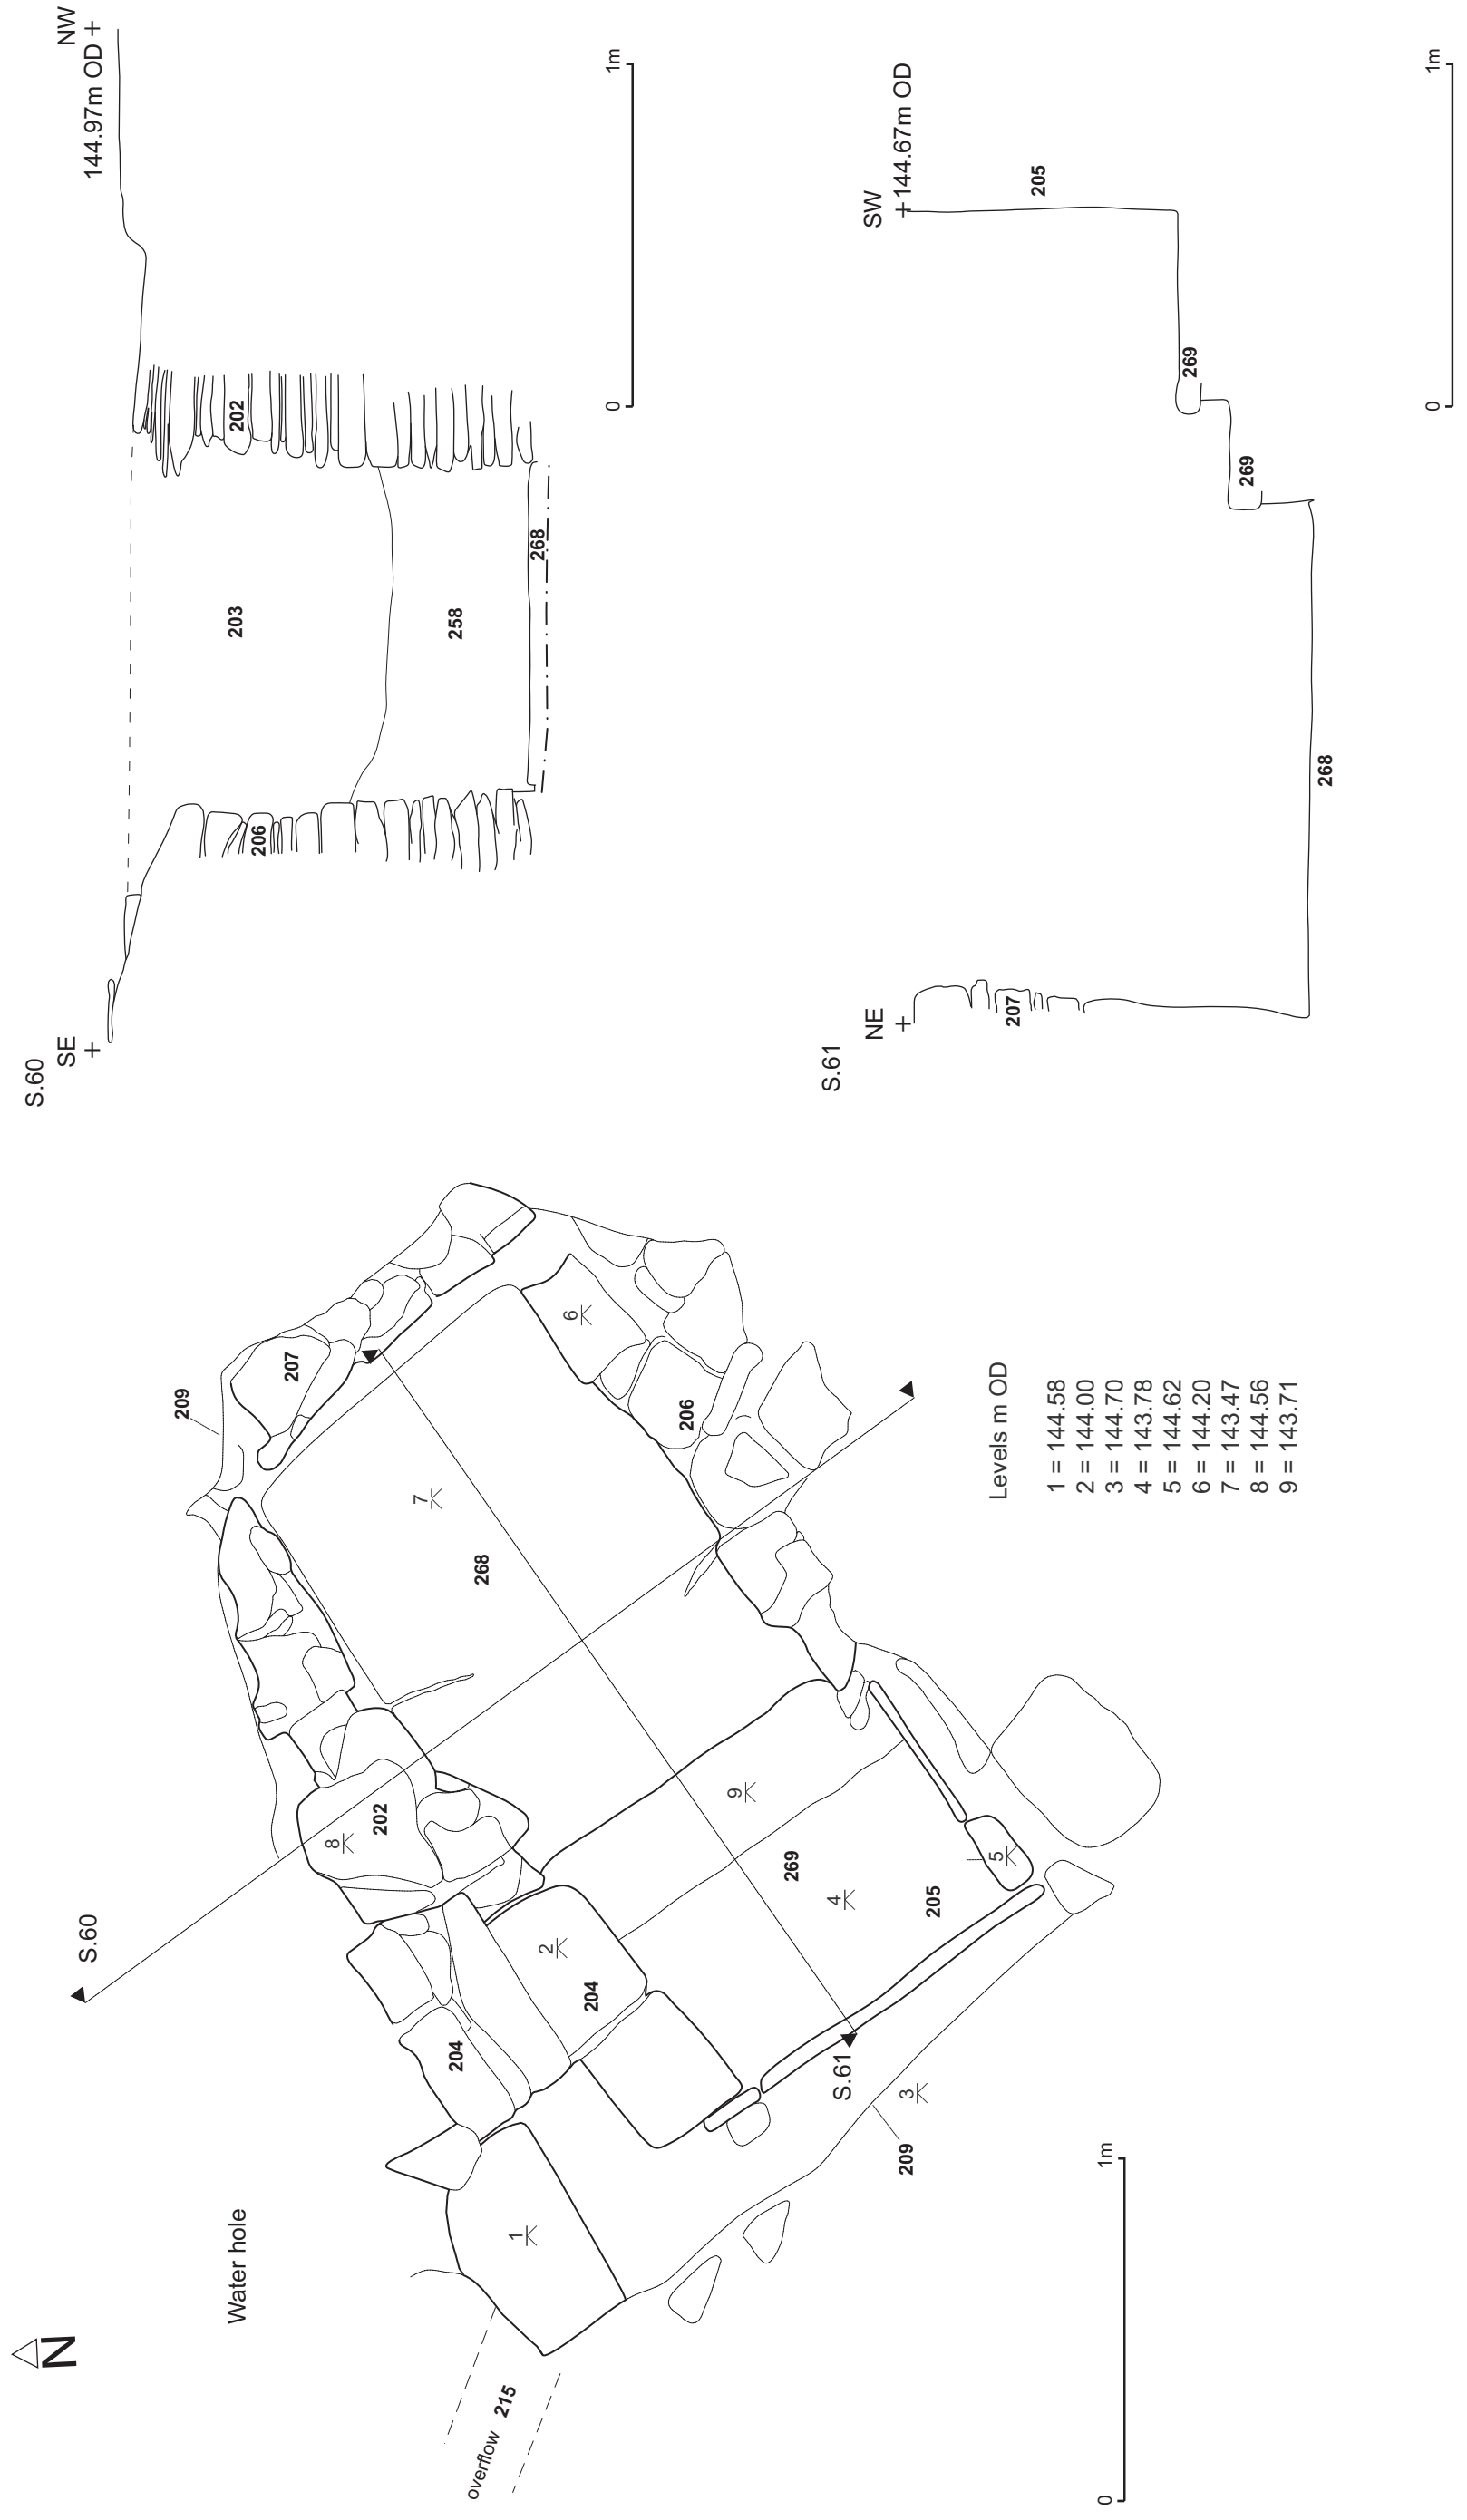 N
Water hole
S.60
209
207
8
202
7
268
6
206
204
2
204
9
269
4
205
5
1
S.61
3
209
overflow 215
0 1m
Levels m OD
1 = 144.58
2 = 144.00
3 = 144.70
4 = 143.78
5 = 144.62
6 = 144.20
7 = 143.47
8 = 144.56
9 = 143.71
S.60
SE
NW
144.97m OD
206
203
202
258
268
0 1m
S.61
NE
SW
144.67m OD
207
205
269
269
268
0 1m